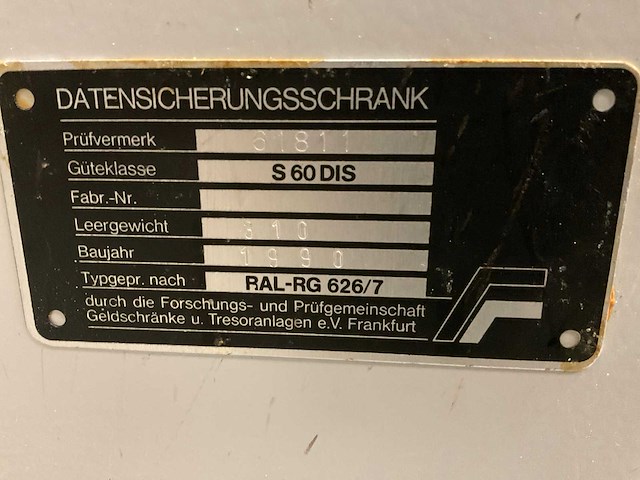 DATENSICHERUNGSSCHRANK
Prüfvermerk 61811
Güteklasse S 60 DIS
Fabr.-Nr.
Leergewicht 310
Baujahr 1990
Typgepr. nach RAL-RG 626/7
durch die Forschungs- und Prüfgemeinschaft
Geldschränke u. Tresoranlagen e.V. Frankfurt